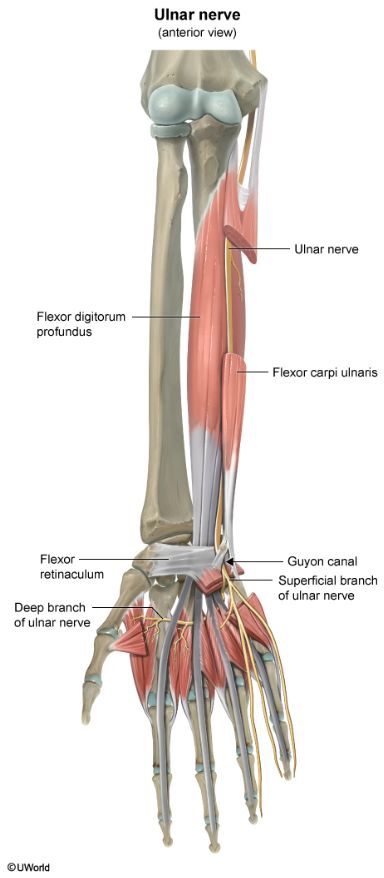 Ulnar nerve
(anterior view)
Ulnar nerve
Flexor digitorum
profundus
Flexor carpi ulnaris
Flexor
retinaculum
Guyon canal
Superficial branch
of ulnar nerve
Deep branch
of ulnar nerve
©UWorld